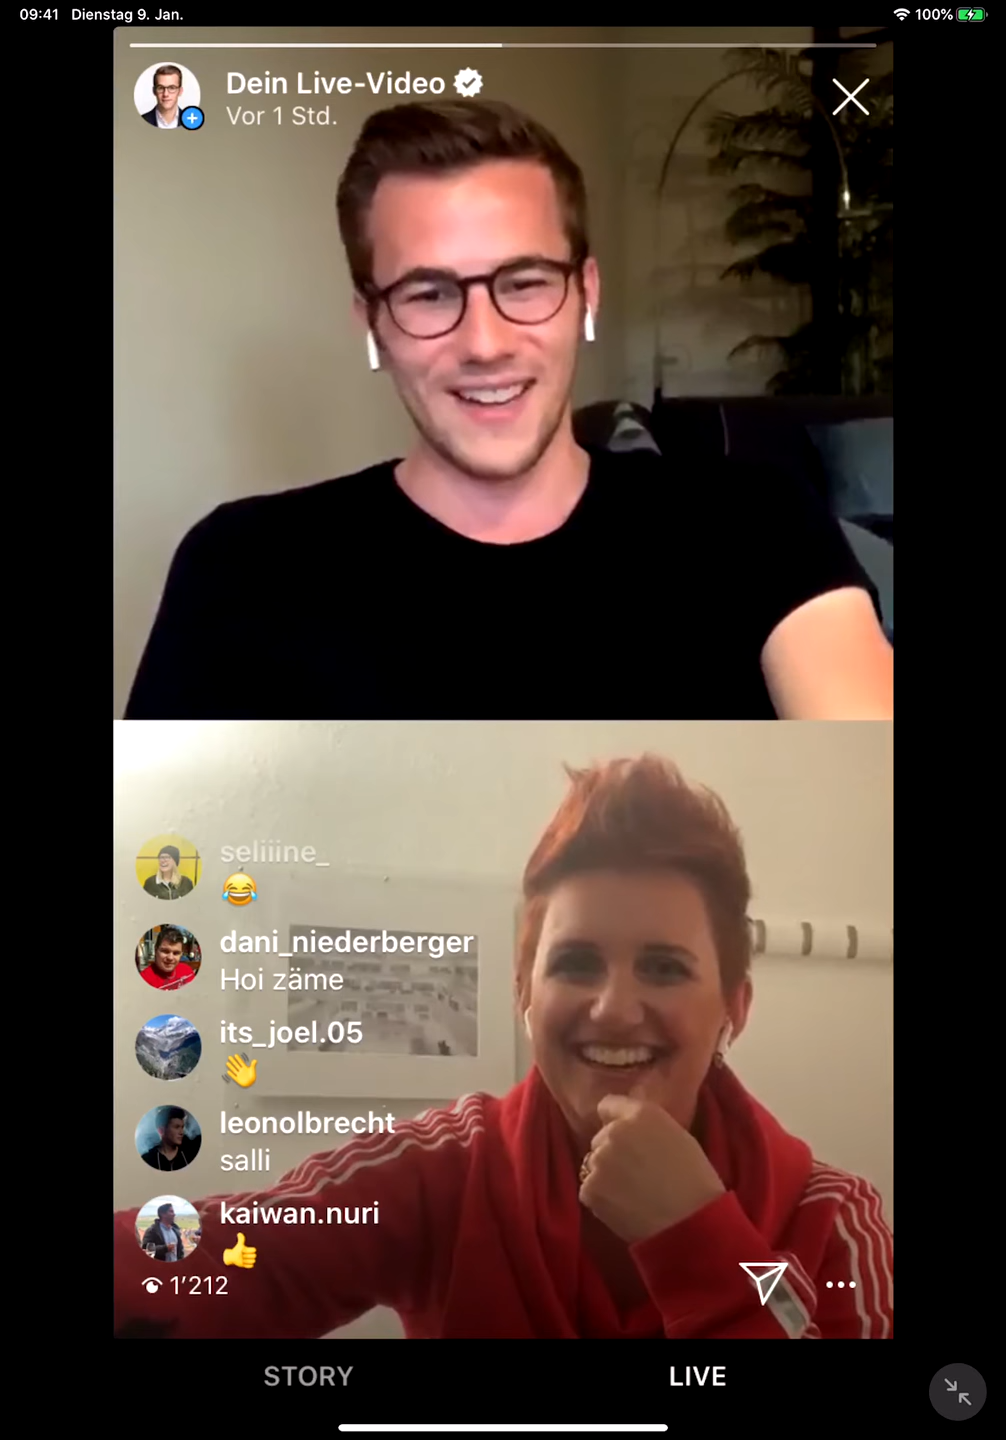 09:41 Dienstag 9. Jan.
100%
Dein Live-Video
Vor 1 Std.
seliiine_
😂
dani_niederberger
Hoi zäme
its_joel.05
👋
leonolbrecht
salli
kaiwan.nuri
👍
1’212
STORY
LIVE